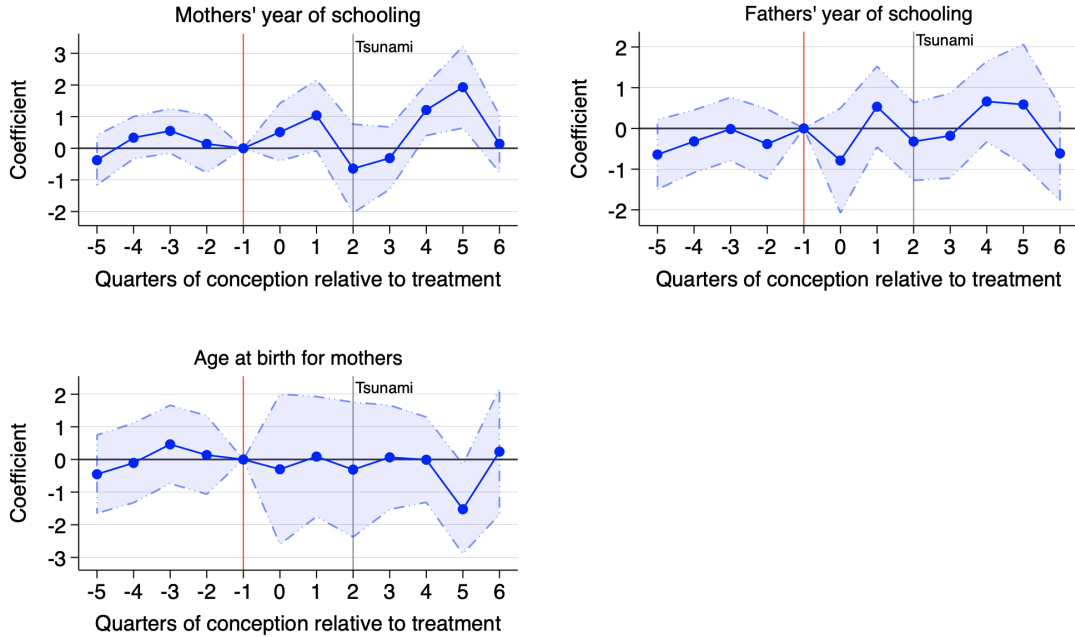 Mothers' year of schooling
Tsunami
3
2
1
0
-1
-2
Coefficient
-5 -4 -3 -2 -1 0 1 2 3 4 5 6
Quarters of conception relative to treatment
Fathers' year of schooling
Tsunami
2
1
0
-1
-2
Coefficient
-5 -4 -3 -2 -1 0 1 2 3 4 5 6
Quarters of conception relative to treatment
Age at birth for mothers
Tsunami
2
1
0
-1
-2
-3
Coefficient
-5 -4 -3 -2 -1 0 1 2 3 4 5 6
Quarters of conception relative to treatment